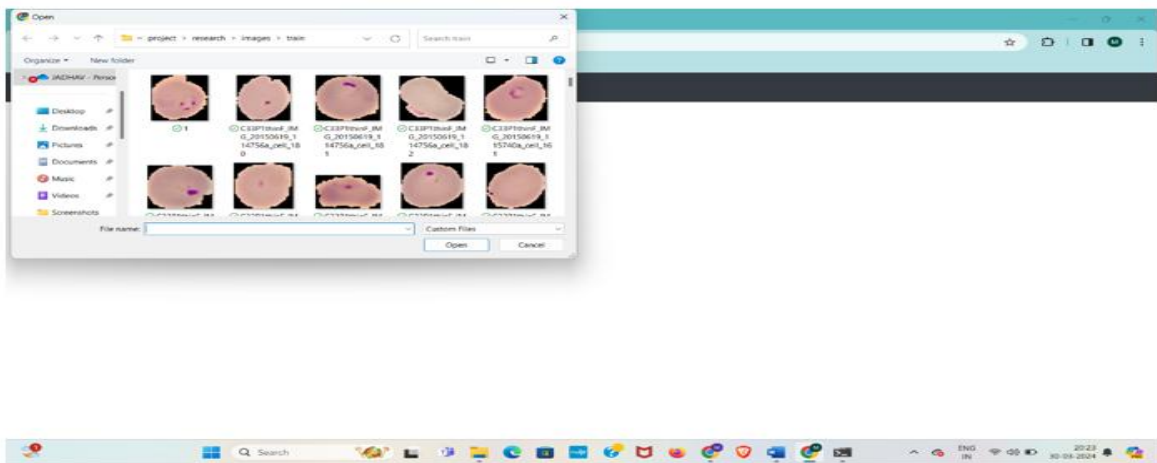 Open
project > research > images > train
Search train
Organize
New folder
JADHAV - Perso
Desktop
Downloads
Pictures
Documents
Music
Videos
Screenshots
1
C33P1thinF_IM
G_20150619_1
14756a_cell_18
0
C33P1thinF_IM
G_20150619_1
14756a_cell_18
1
C33P1thinF_IM
G_20150619_1
14756a_cell_18
2
C33P1thinF_IM
G_20150619_1
15740a_cell_16
1
File name:
Custom Files
Open
Cancel
Search
ENG
IN
20:23
30-03-2024